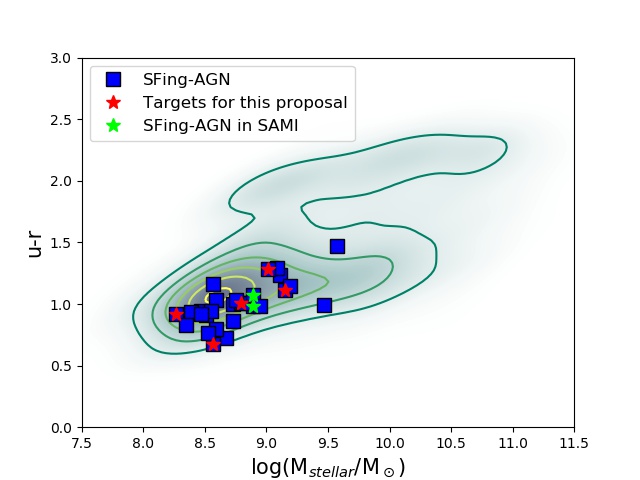 SFing-AGN
Targets for this proposal
SFing-AGN in SAMI
3.0
2.5
2.0
1.5
1.0
0.5
0.0
u-r
7.5 8.0 8.5 9.0 9.5 10.0 10.5 11.0 11.5
log(M_stellar/M_⊙)